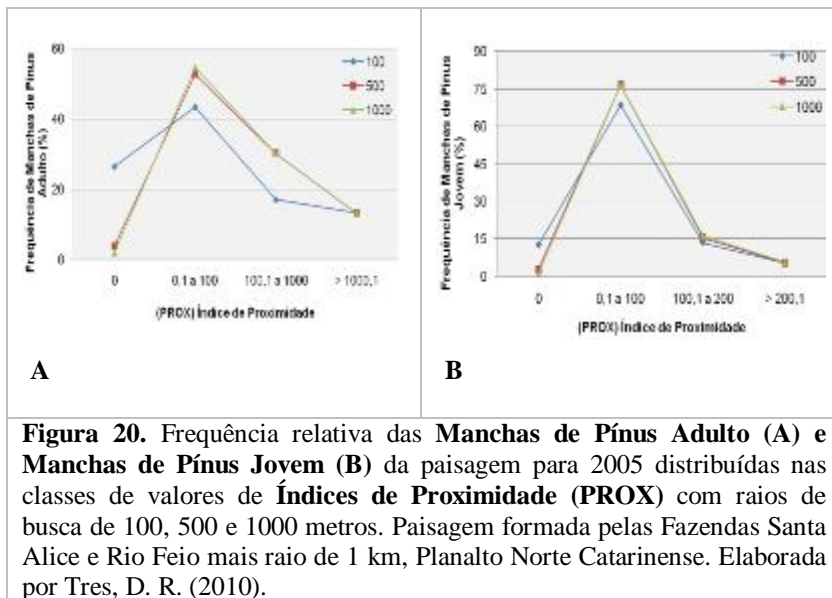 60
40
20
0
Frequência de Manchas de Pinus
Adulto (%)
100
500
1000
0
0,1 a 100
100,1 a 1000
> 1000,1
(PROX) Índice de Proximidade
A
90
75
60
45
30
15
0
Frequência de Manchas de Pinus
Jovem (%)
100
500
1000
0
0,1 a 100
100,1 a 200
> 200,1
(PROX) Índice de Proximidade
B
Figura 20. Frequência relativa das Manchas de Pínus Adulto (A) e
Manchas de Pínus Jovem (B) da paisagem para 2005 distribuídas nas
classes de valores de Índices de Proximidade (PROX) com raios de
busca de 100, 500 e 1000 metros. Paisagem formada pelas Fazendas Santa
Alice e Rio Feio mais raio de 1 km, Planalto Norte Catarinense. Elaborada
por Tres, D. R. (2010).